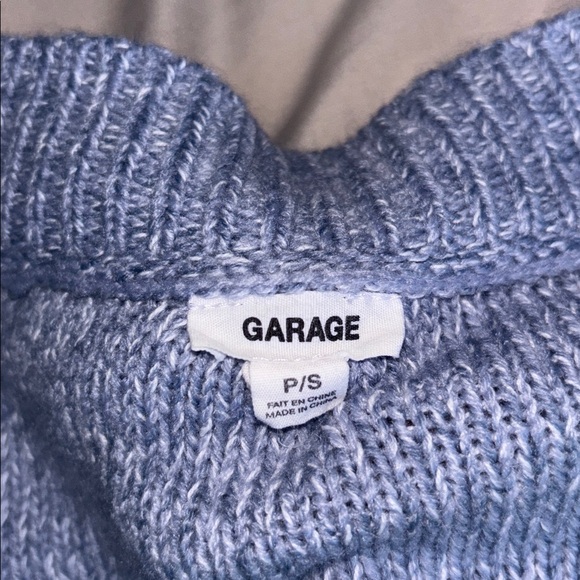 GARAGE
P/S
FAIT EN CHINE
MADE IN CHINA